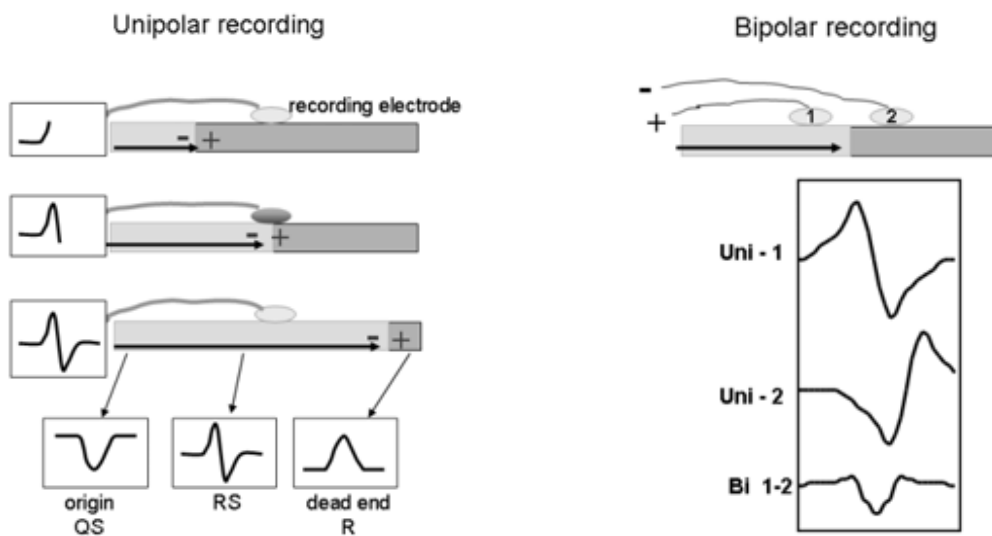 Unipolar recording
Bipolar recording
recording electrode
- +
- +
- +
origin
QS
RS
dead end
R
-
+
1 2
Uni - 1
Uni - 2
Bi 1-2